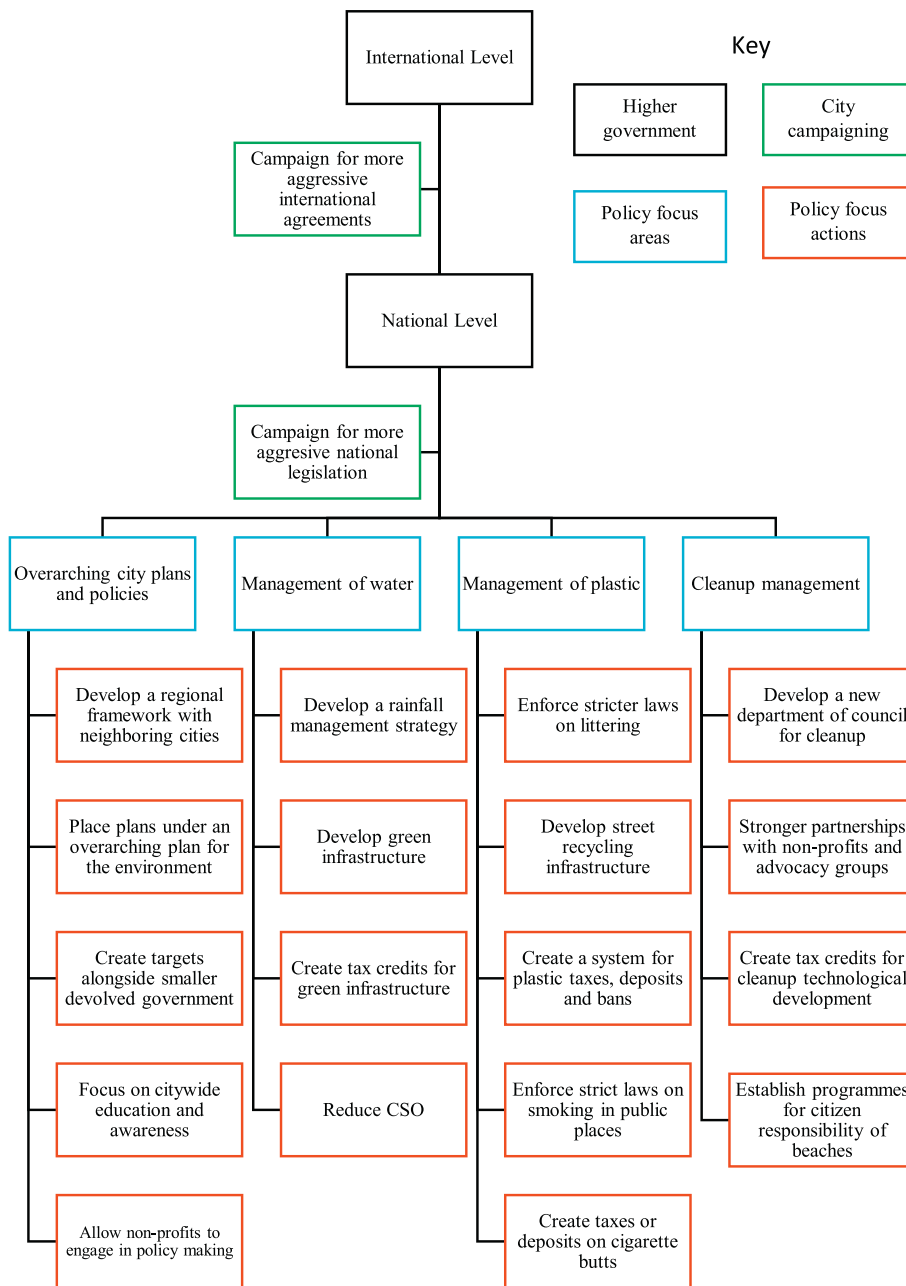 International Level
Key
Higher
government
City
campaigning
Campaign for more
aggressive
international
agreements
Policy focus
areas
Policy focus
actions
National Level
Campaign for more
aggresive national
legislation
Overarching city plans
and policies
Management of water
Management of plastic
Cleanup management
Develop a regional
framework with
neighboring cities
Develop a rainfall
management strategy
Enforce stricter laws
on littering
Develop a new
department of council
for cleanup
Place plans under an
overarching plan for
the environment
Develop green
infrastructure
Develop street
recycling
infrastructure
Stronger partnerships
with non-profits and
advocacy groups
Create targets
alongside smaller
devolved government
Create tax credits for
green infrastructure
Create a system for
plastic taxes, deposits
and bans
Create tax credits for
cleanup technological
development
Focus on citywide
education and
awareness
Reduce CSO
Enforce strict laws on
smoking in public
places
Establish programmes
for citizen
responsibility of
beaches
Allow non-profits to
engage in policy making
Create taxes or
deposits on cigarette
butts